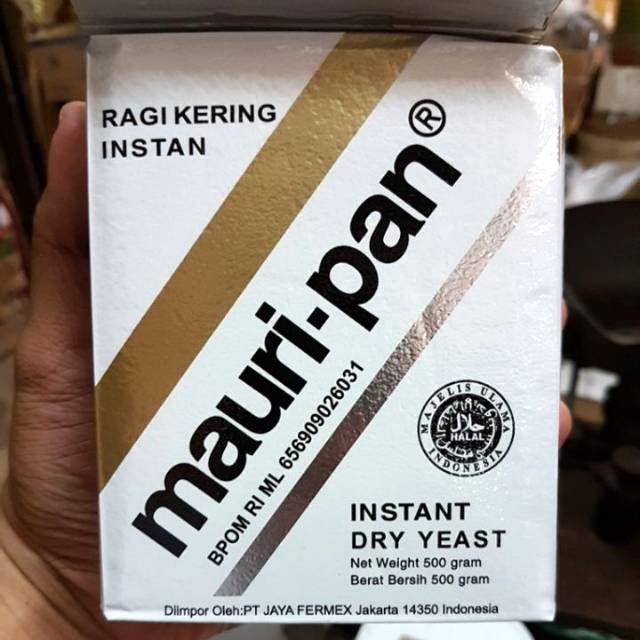 RAGI KERING
INSTAN
mauri-pan®
BPOM RI ML 656909026031
MAJELIS ULAMA
حلال
HALAL
INDONESIA
INSTANT
DRY YEAST
Net Weight 500 gram
Berat Bersih 500 gram
Diimpor Oleh:PT JAYA FERMEX Jakarta 14350 Indonesia